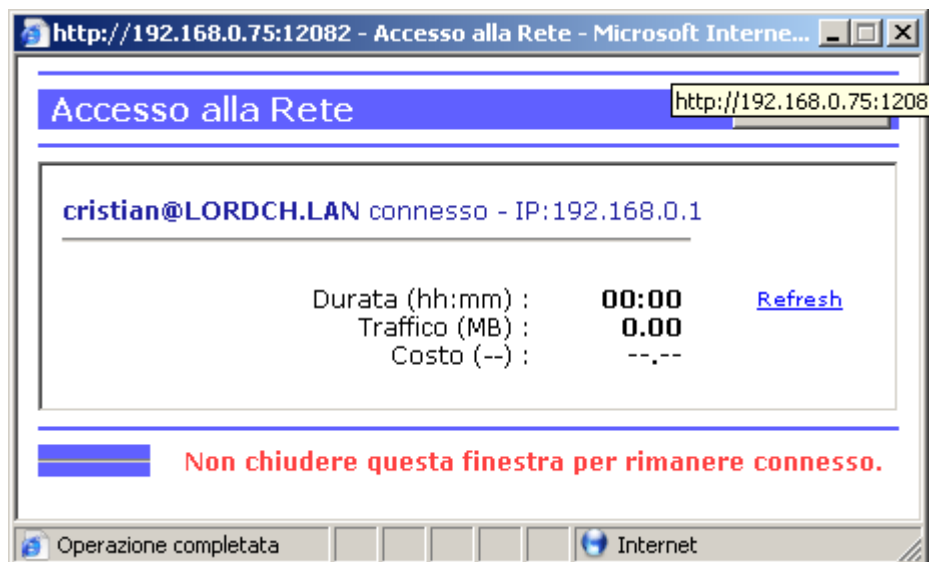 http://192.168.0.75:12082 - Accesso alla Rete - Microsoft Interne...
Accesso alla Rete
http://192.168.0.75:1208
cristian@LORDCH.LAN connesso - IP:192.168.0.1
Durata (hh:mm) : 00:00 Refresh
Traffico (MB) : 0.00
Costo (--) : --.--
Non chiudere questa finestra per rimanere connesso.
Operazione completata Internet